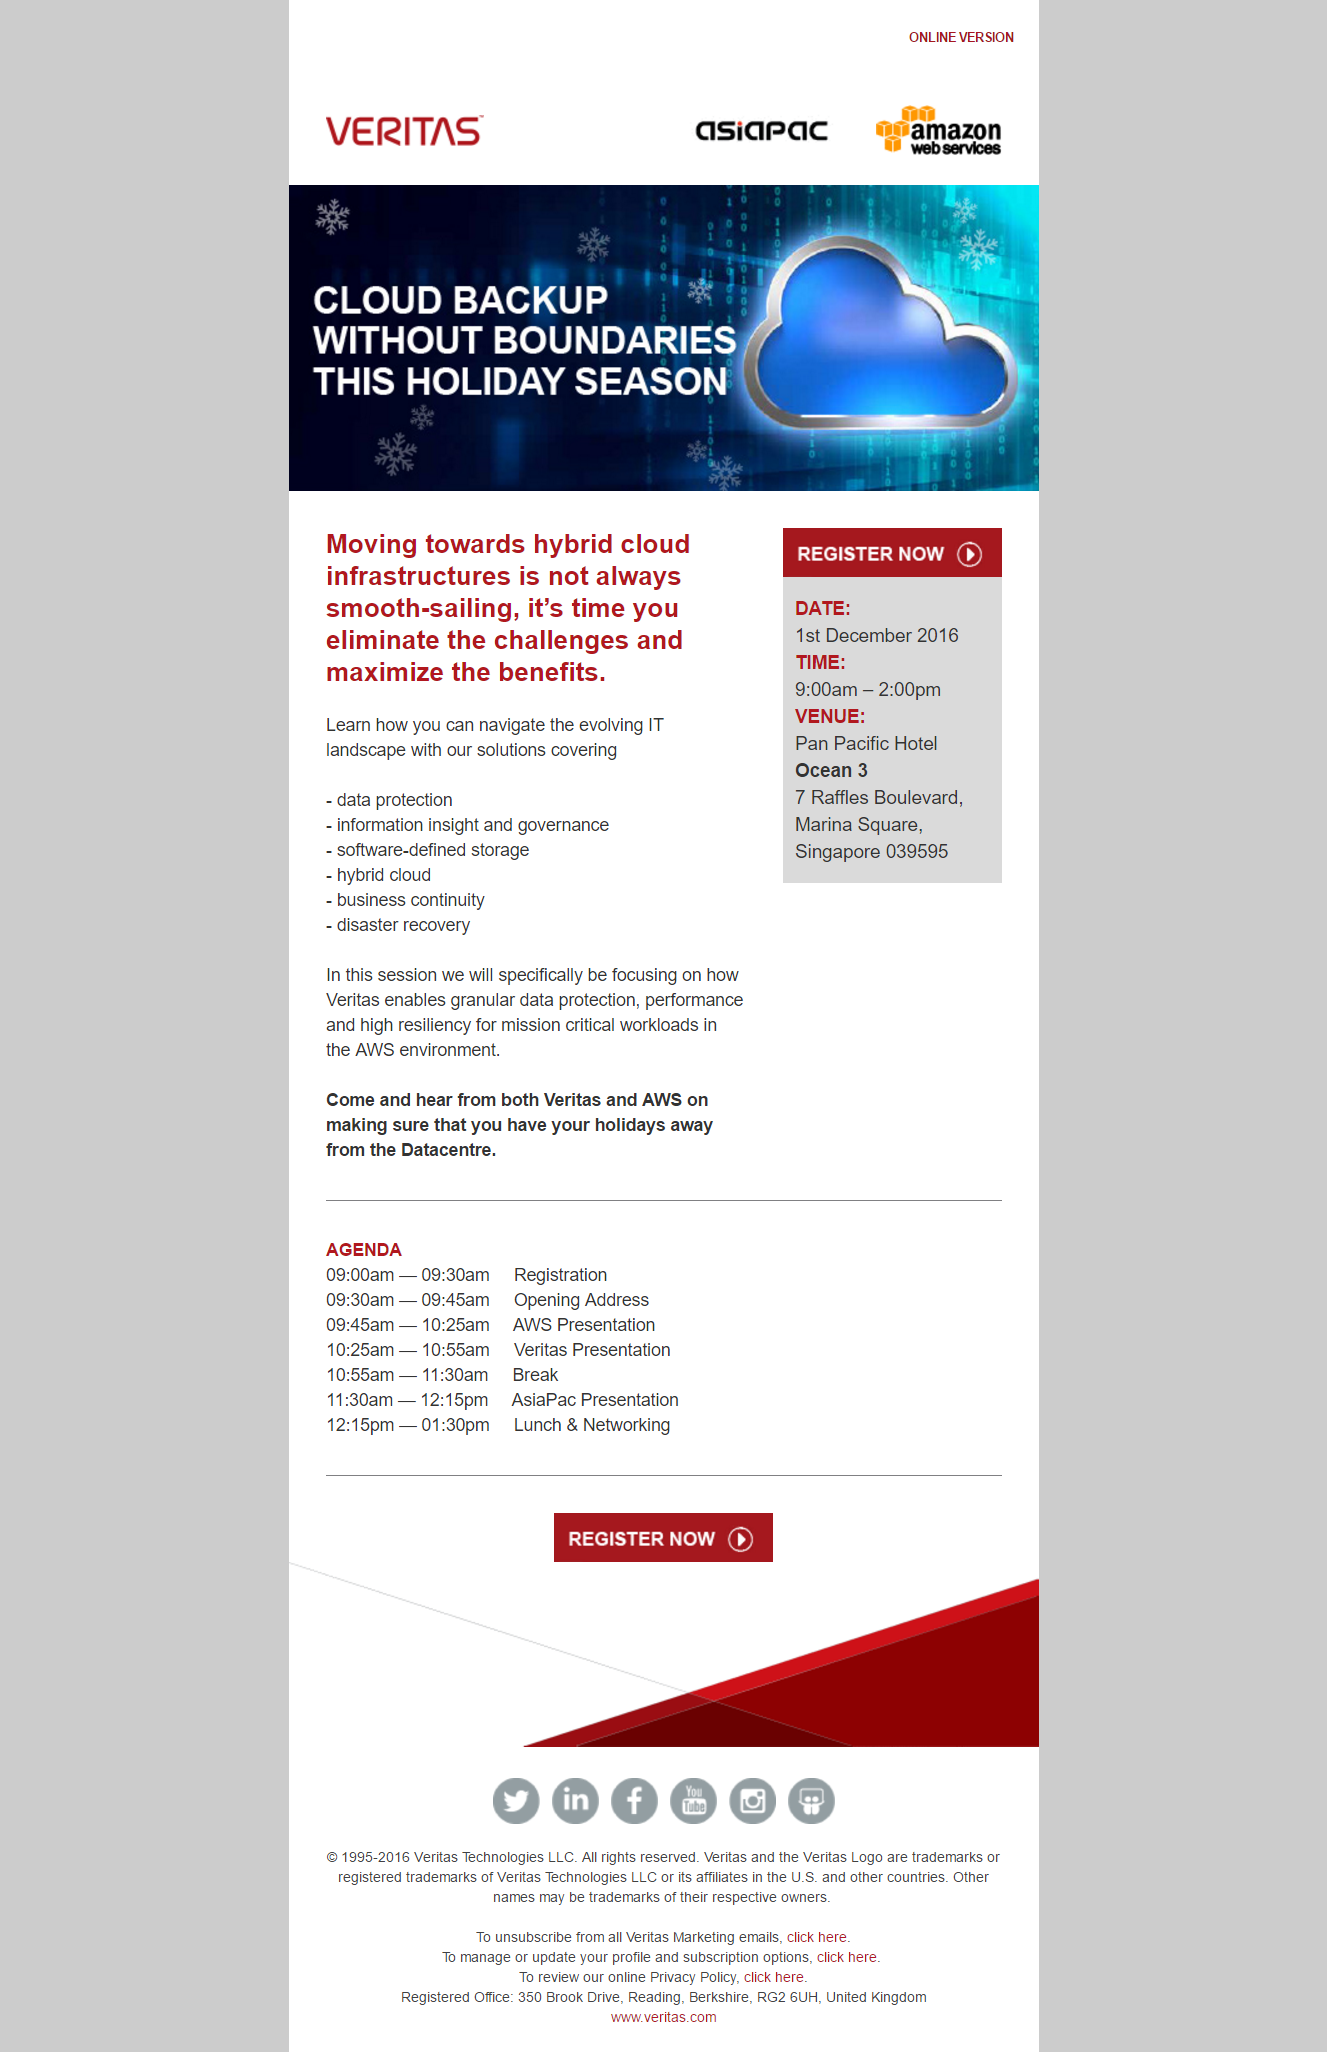 ONLINE VERSION
VERITAS™
asiapac
amazon
web services
CLOUD BACKUP
WITHOUT BOUNDARIES
THIS HOLIDAY SEASON
Moving towards hybrid cloud
infrastructures is not always
smooth-sailing, it’s time you
eliminate the challenges and
maximize the benefits.
Learn how you can navigate the evolving IT
landscape with our solutions covering
- data protection
- information insight and governance
- software-defined storage
- hybrid cloud
- business continuity
- disaster recovery
In this session we will specifically be focusing on how
Veritas enables granular data protection, performance
and high resiliency for mission critical workloads in
the AWS environment.
Come and hear from both Veritas and AWS on
making sure that you have your holidays away
from the Datacentre.
REGISTER NOW
DATE:
1st December 2016
TIME:
9:00am – 2:00pm
VENUE:
Pan Pacific Hotel
Ocean 3
7 Raffles Boulevard,
Marina Square,
Singapore 039595
AGENDA
09:00am — 09:30am Registration
09:30am — 09:45am Opening Address
09:45am — 10:25am AWS Presentation
10:25am — 10:55am Veritas Presentation
10:55am — 11:30am Break
11:30am — 12:15pm AsiaPac Presentation
12:15pm — 01:30pm Lunch & Networking
REGISTER NOW
in
f
You
Tube
© 1995-2016 Veritas Technologies LLC. All rights reserved. Veritas and the Veritas Logo are trademarks or
registered trademarks of Veritas Technologies LLC or its affiliates in the U.S. and other countries. Other
names may be trademarks of their respective owners.
To unsubscribe from all Veritas Marketing emails, click here.
To manage or update your profile and subscription options, click here.
To review our online Privacy Policy, click here.
Registered Office: 350 Brook Drive, Reading, Berkshire, RG2 6UH, United Kingdom
www.veritas.com